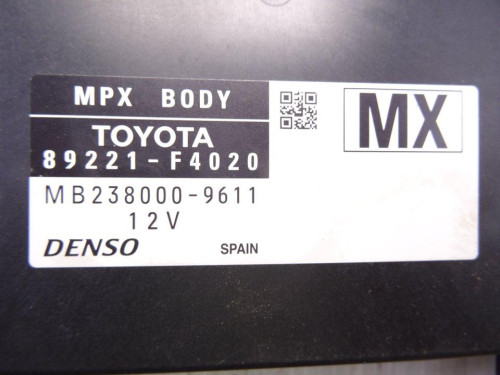 MPX BODY
MX
TOYOTA
89221-F4020
MB238000-9611
12V
DENSO SPAIN